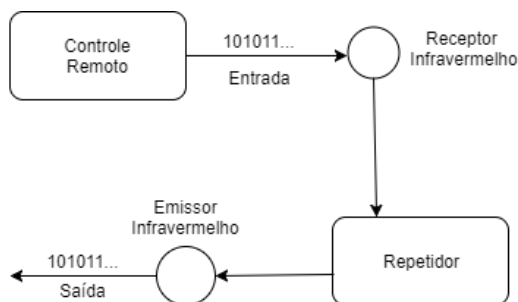 Controle
Remoto
101011...
Entrada
Receptor
Infravermelho
Emissor
Infravermelho
101011...
Saída
Repetidor